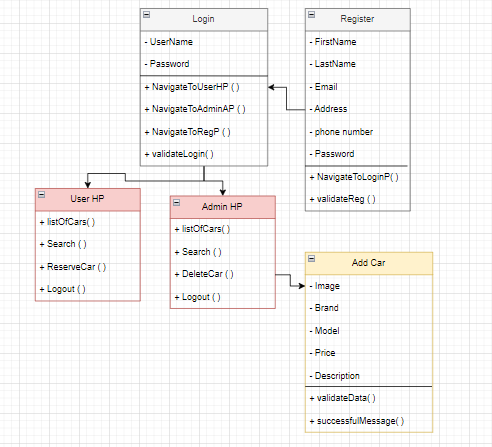 Login
- UserName
- Password
+ NavigateToUserHP ( )
+ NavigateToAdminAP ( )
+ NavigateToRegP ( )
+ validateLogin( )
Register
- FirstName
- LastName
- Email
- Address
- phone number
- Password
+ NavigateToLoginP( )
+ validateReg ( )
User HP
+ listOfCars( )
+ Search ( )
+ ReserveCar ( )
+ Logout ( )
Admin HP
+ listOfCars( )
+ Search ( )
+ DeleteCar ( )
+ Logout ( )
Add Car
- Image
- Brand
- Model
- Price
- Description
+ validateData( )
+ successfulMessage( )